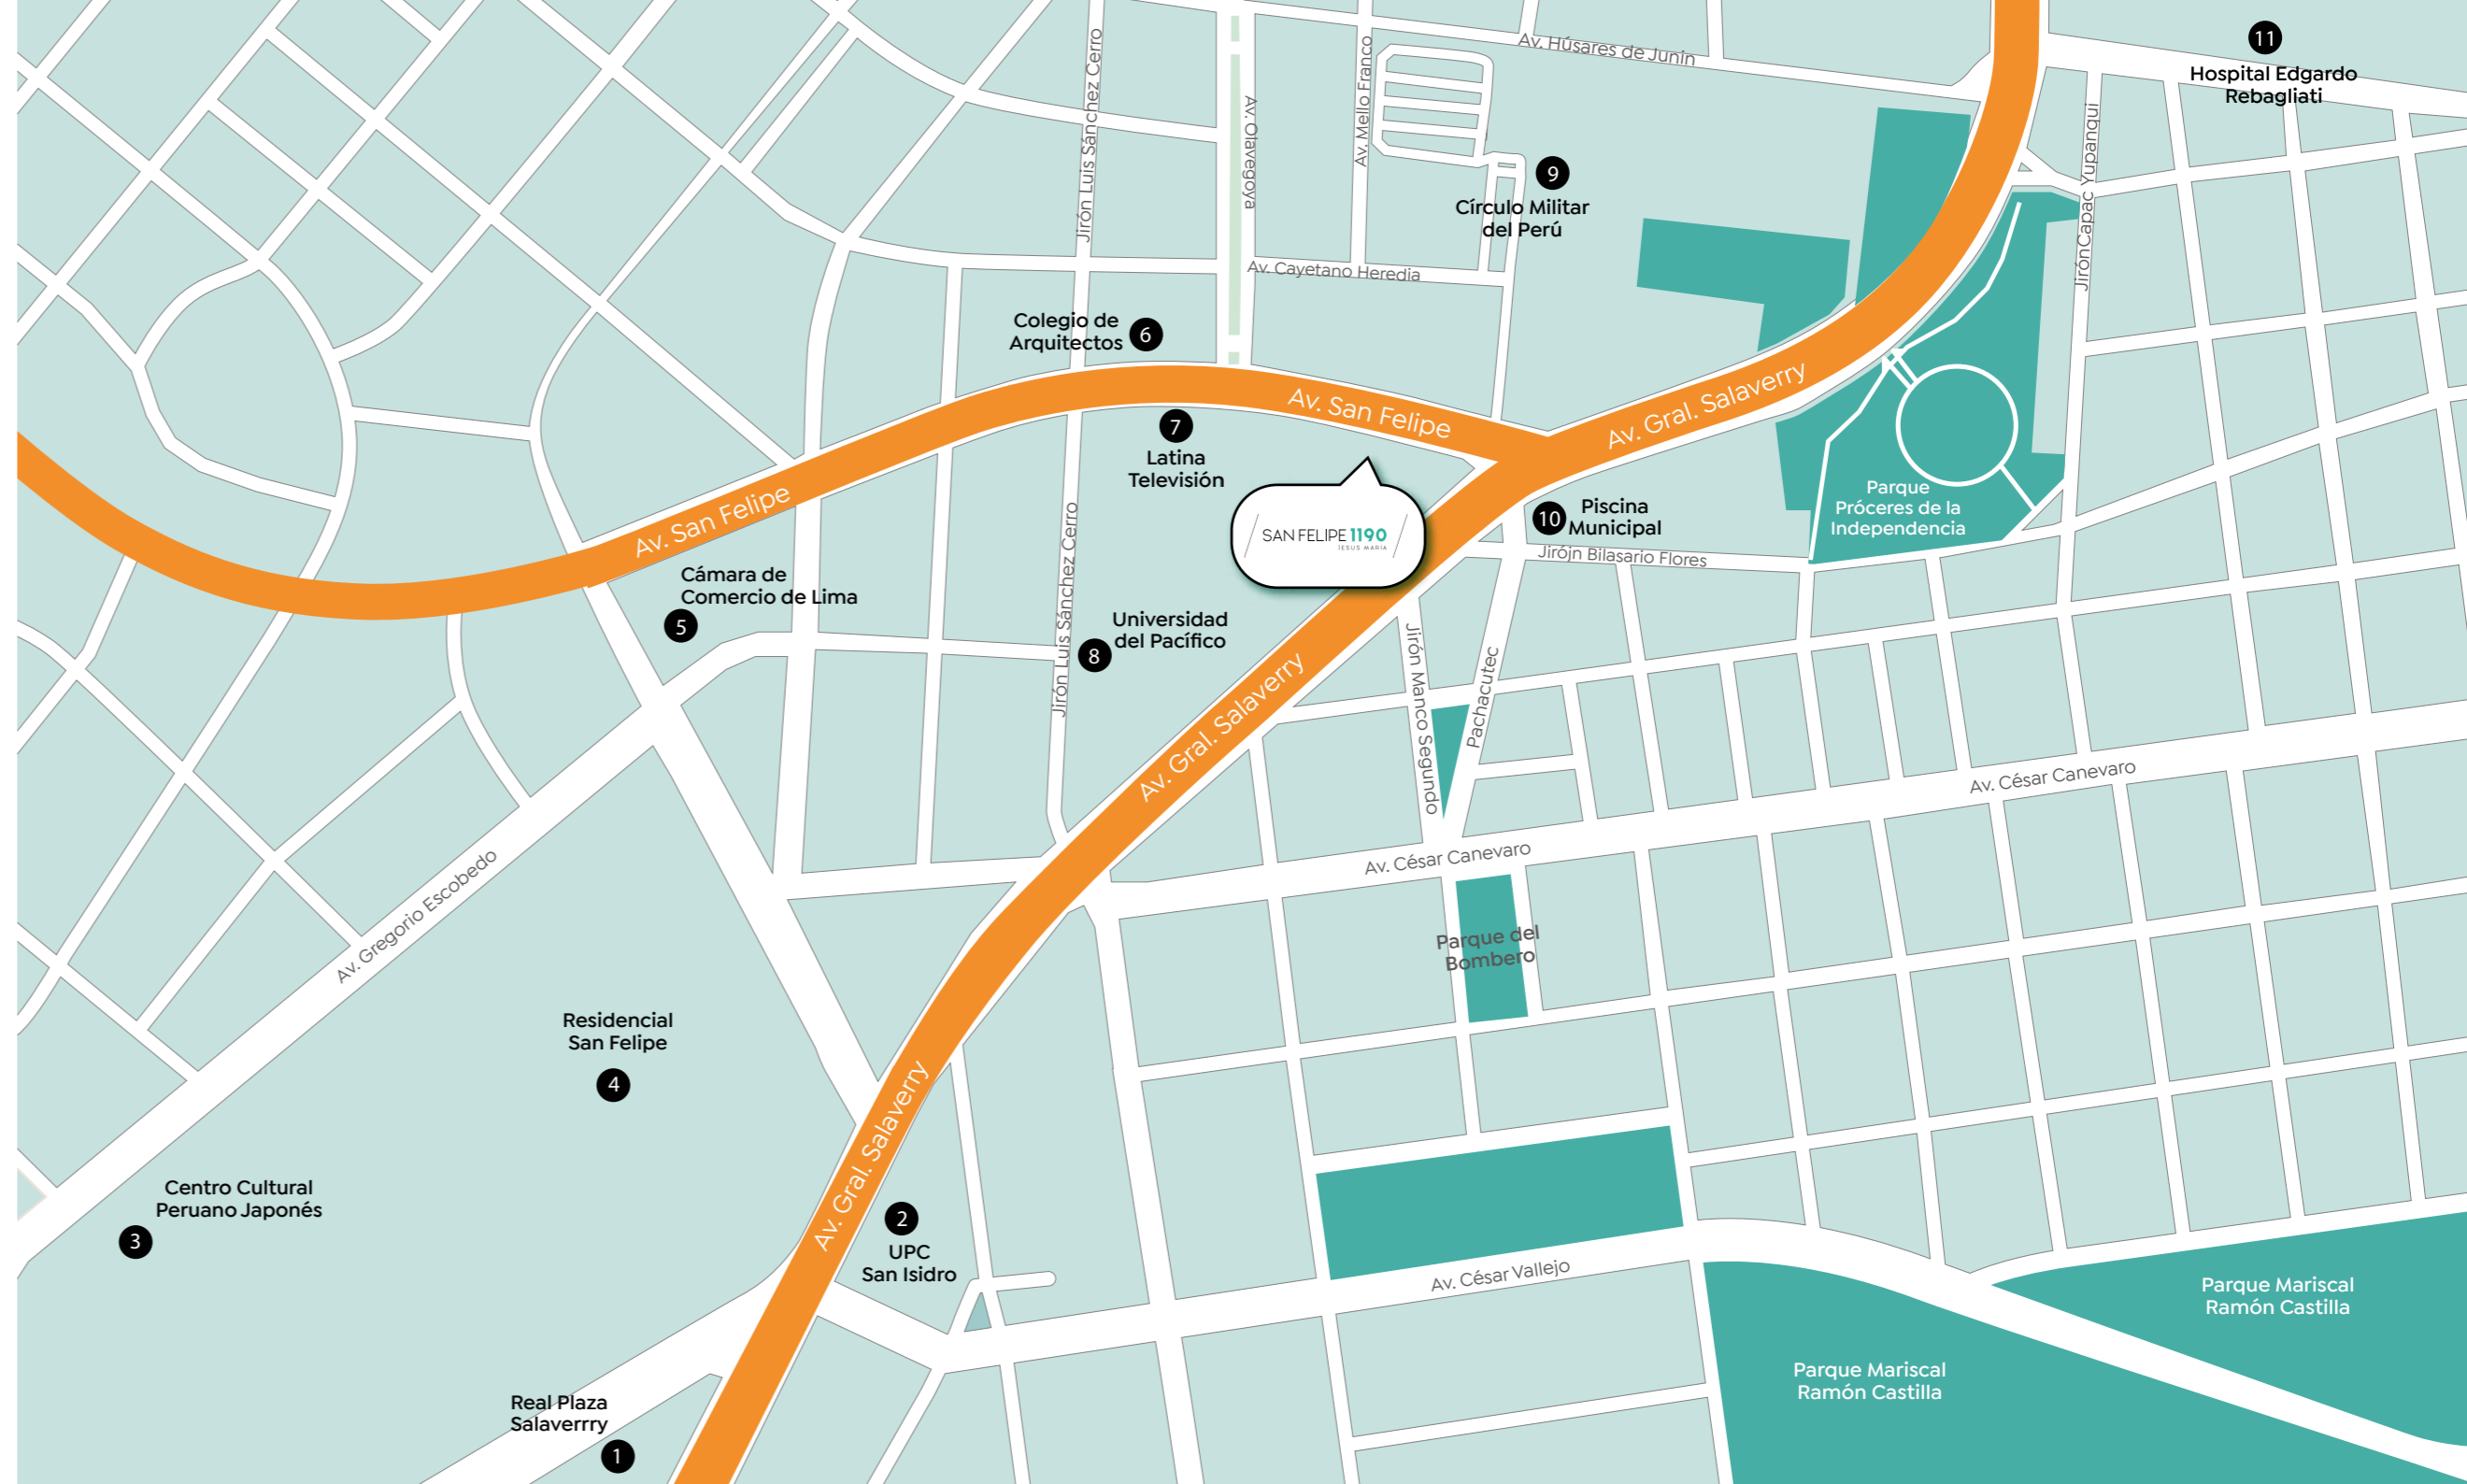 Av. Húsares de Junin
11
Hospital Edgardo
Rebagliati
Jirón Luis Sánchez Cerro
Av. Olavegoya
Av. Mello Franco
9
Círculo Militar
del Perú
Jirón Capac Yupanqui
Av. Cayetano Heredia
Colegio de
Arquitectos
6
Av. San Felipe
Av. Gral. Salaverry
7
Latina
Televisión
SAN FELIPE 1190
JESUS MARIA
10
Piscina
Municipal
Parque
Próceres de la
Independencia
Av. San Felipe
Jirójn Bilasario Flores
Cámara de
Comercio de Lima
5
Jirón Luis Sánchez Cerro
Universidad
del Pacífico
8
Jirón Manco Segundo
Pachacutec
Av. Gral. Salaverry
Av. César Canevaro
Av. César Canevaro
Av. Gregorio Escobedo
Parque del
Bombero
Residencial
San Felipe
4
Av. Gral. Salaverry
Centro Cultural
Peruano Japonés
3
2
UPC
San Isidro
Av. César Vallejo
Parque Mariscal
Ramón Castilla
Parque Mariscal
Ramón Castilla
Real Plaza
Salaverrry
1